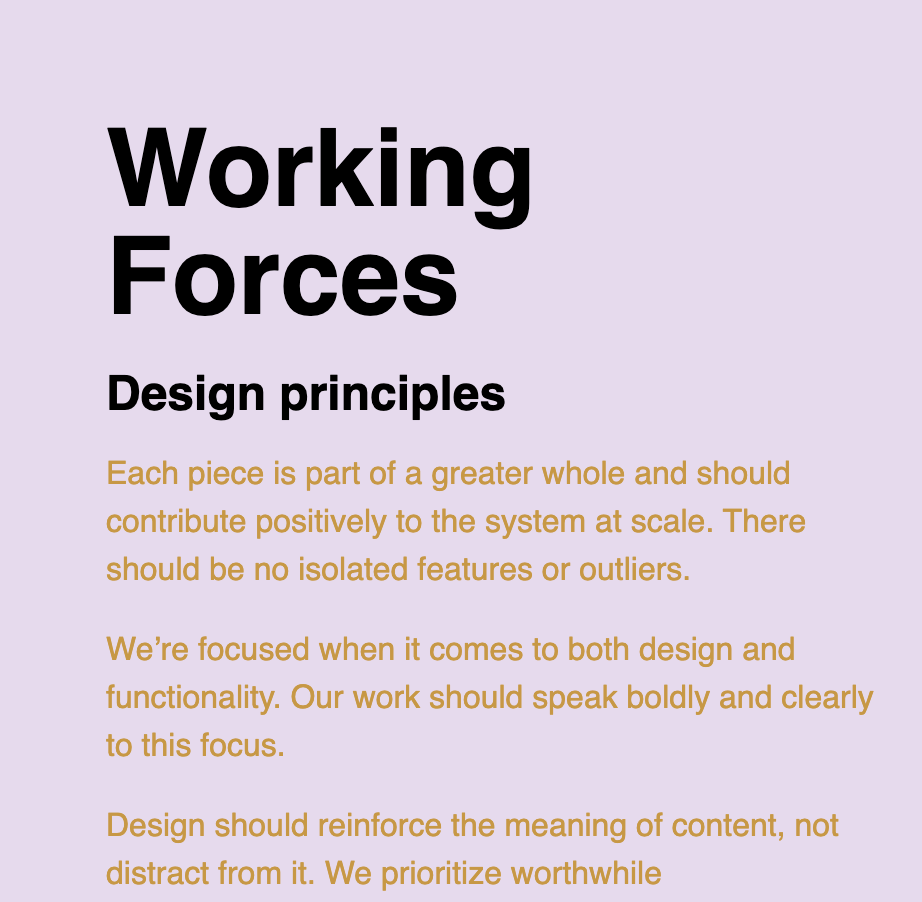 Working
Forces
Design principles
Each piece is part of a greater whole and should
contribute positively to the system at scale. There
should be no isolated features or outliers.
We’re focused when it comes to both design and
functionality. Our work should speak boldly and clearly
to this focus.
Design should reinforce the meaning of content, not
distract from it. We prioritize worthwhile